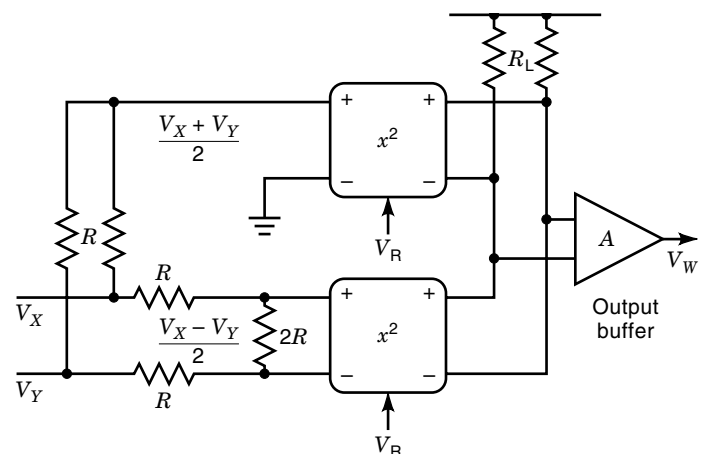 R_L
+
+
V_X + V_Y
2
x²
−
−
R
V_R
A
V_W
R
+
+
V_X
V_X − V_Y
2
2R
x²
Output
buffer
V_Y
−
−
R
V_R